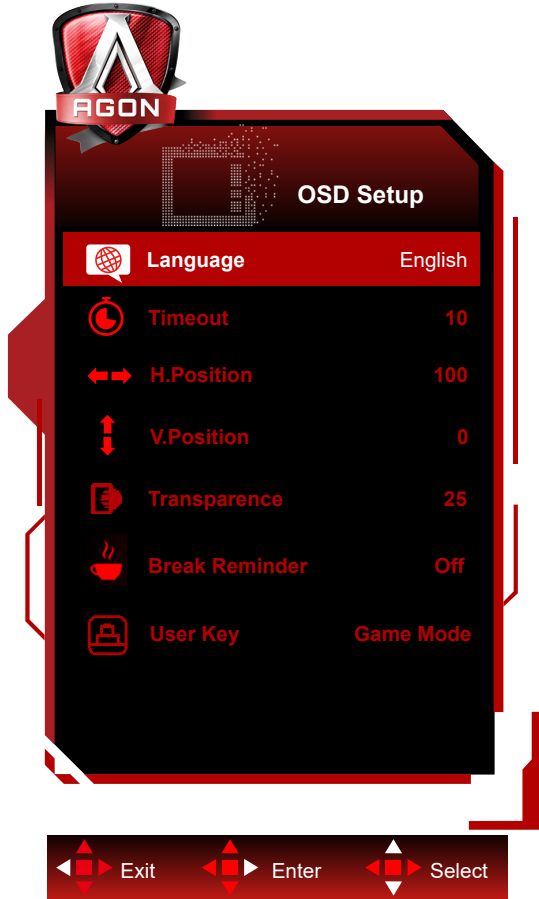 AGON
OSD Setup
Language English
Timeout 10
H.Position 100
V.Position 0
Transparence 25
Break Reminder Off
User Key Game Mode
Exit Enter Select